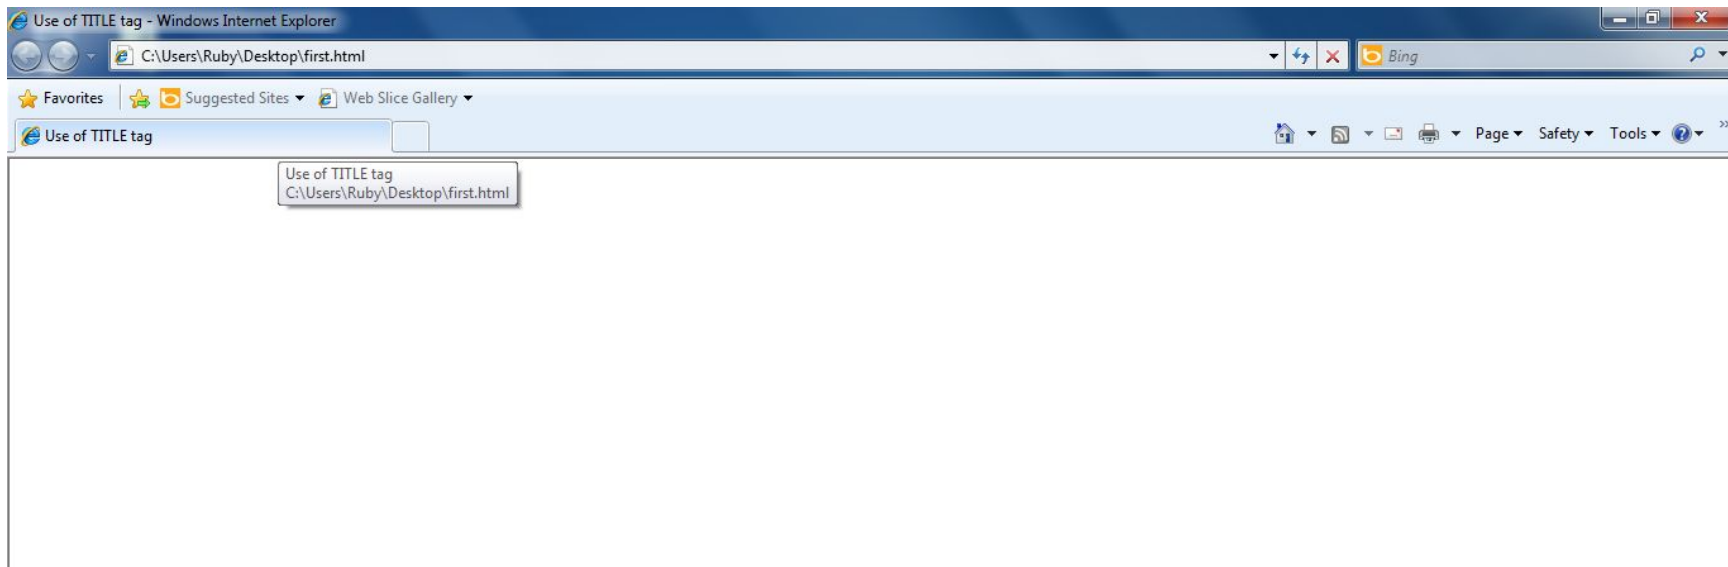 Use of TITLE tag - Windows Internet Explorer
C:\Users\Ruby\Desktop\first.html
Bing
Favorites Suggested Sites Web Slice Gallery
Use of TITLE tag
Page Safety Tools
Use of TITLE tag
C:\Users\Ruby\Desktop\first.html